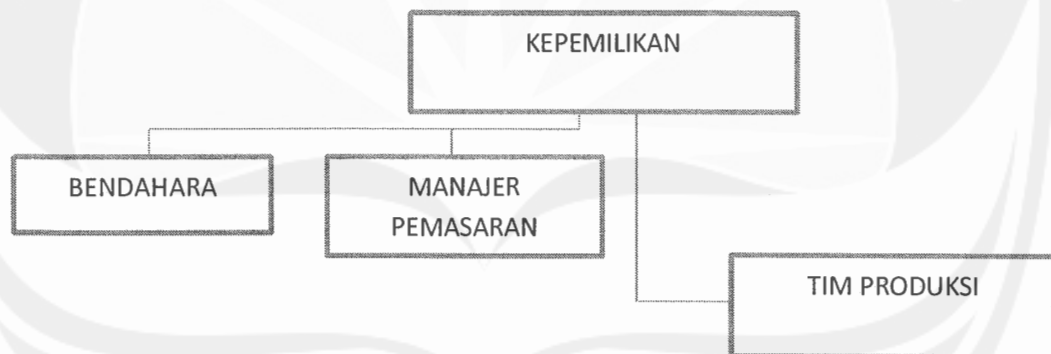 KEPEMILIKAN
BENDAHARA
MANAJER
PEMASARAN
TIM PRODUKSI